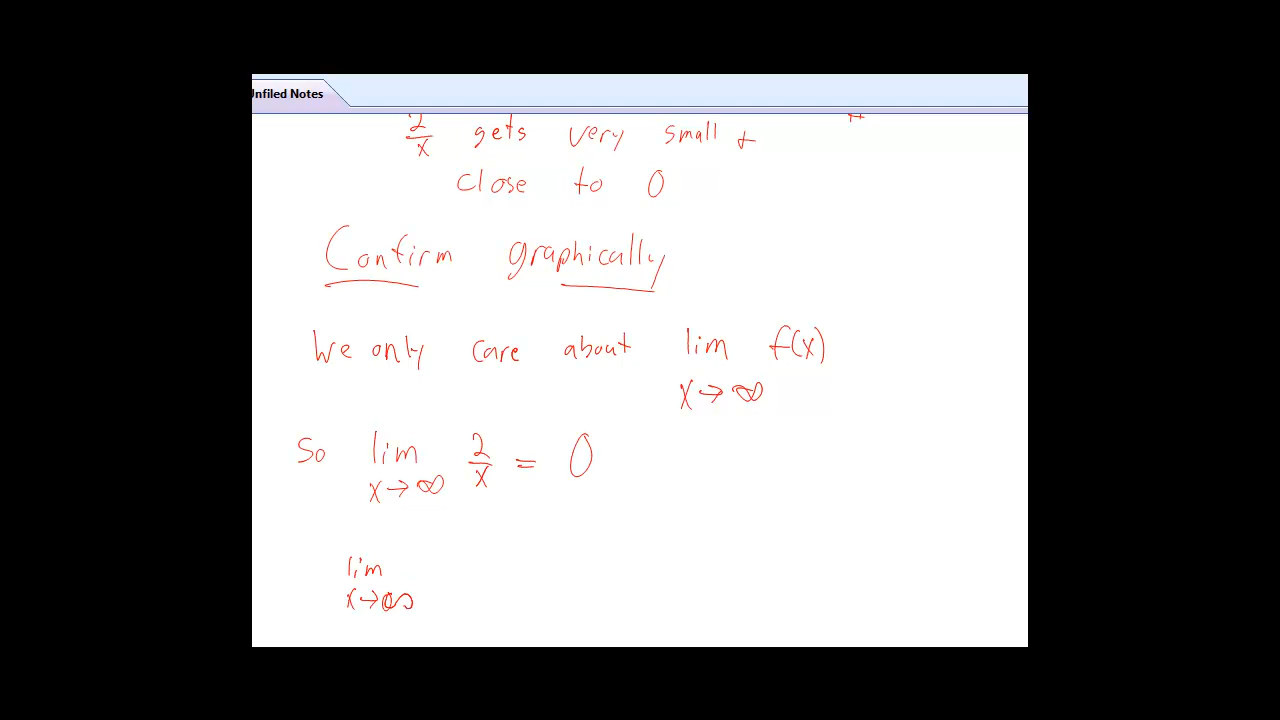 Unfiled Notes
2/x gets very small +
close to 0
Confirm graphically
We only care about lim f(x)
x→∞
So lim 2/x = 0
x→∞
lim
x→∞